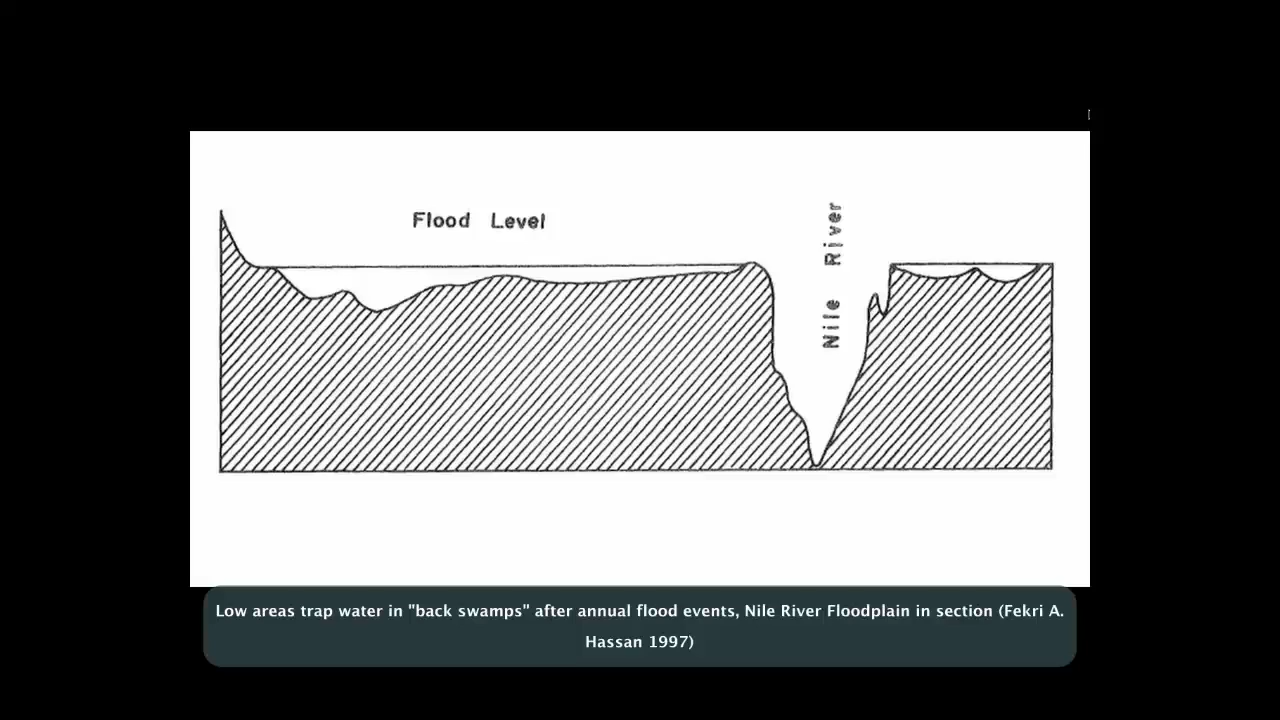 Flood Level
Nile River
Low areas trap water in "back swamps" after annual flood events, Nile River Floodplain in section (Fekri A.
Hassan 1997)